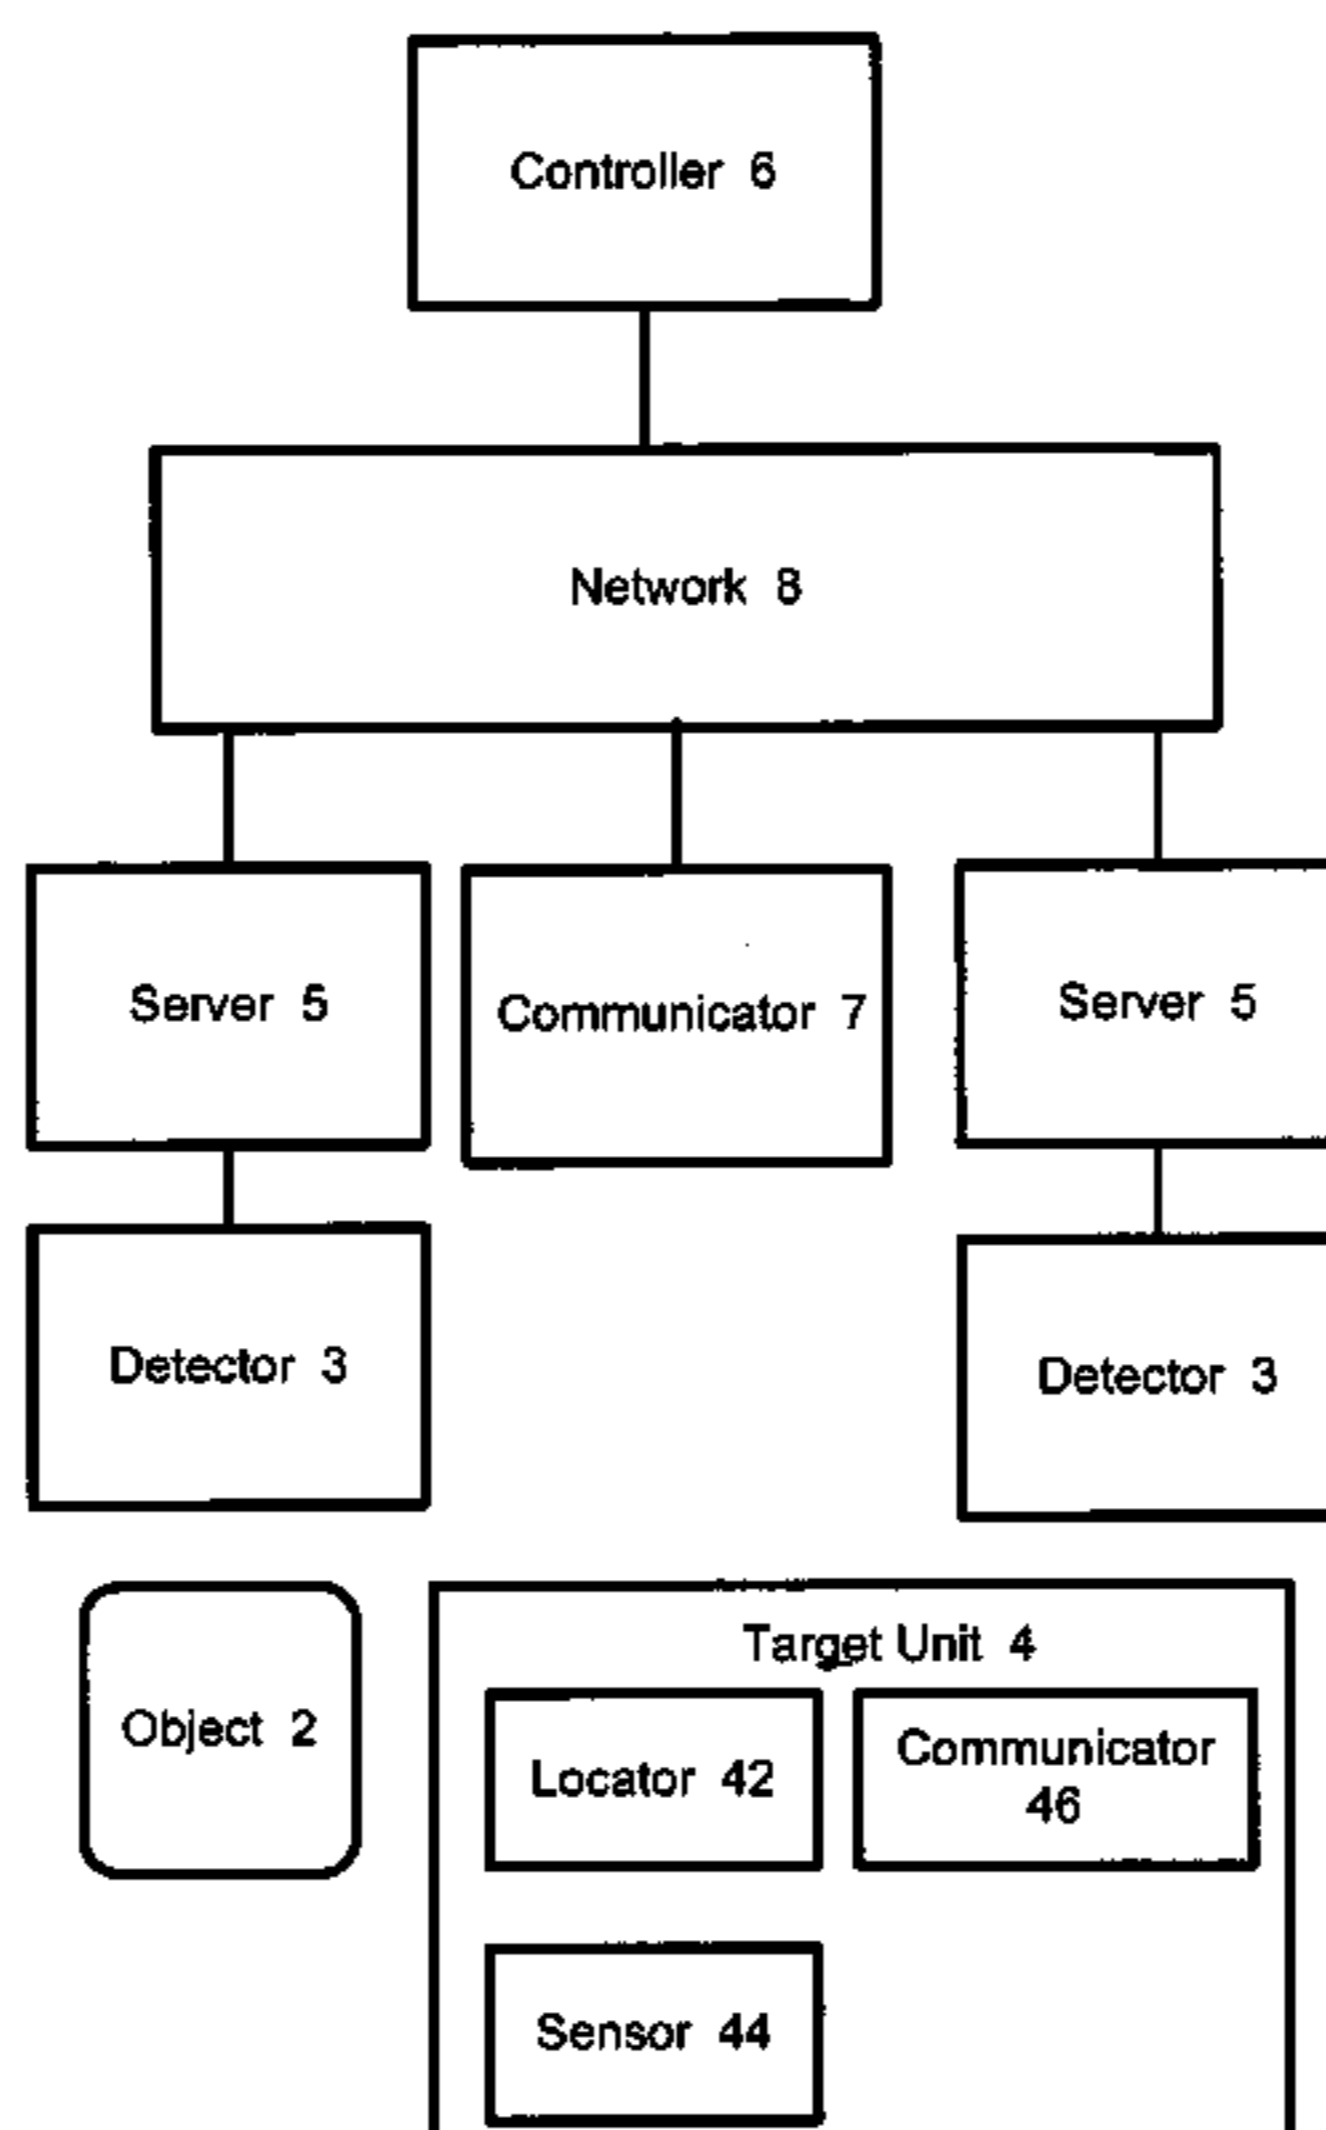 Controller 6
Network 8
Server 5
Communicator 7
Server 5
Detector 3
Detector 3
Object 2
Target Unit 4
Locator 42
Communicator
46
Sensor 44